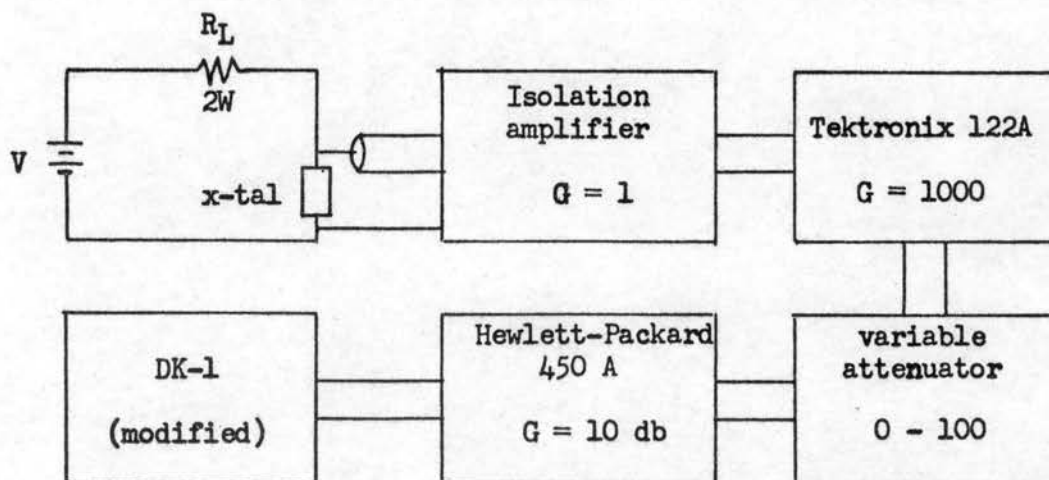 R_L
2W
V
x-tal
Isolation
amplifier
G = 1
Tektronix 122A
G = 1000
DK-1
(modified)
Hewlett-Packard
450 A
G = 10 db
variable
attenuator
0 - 100